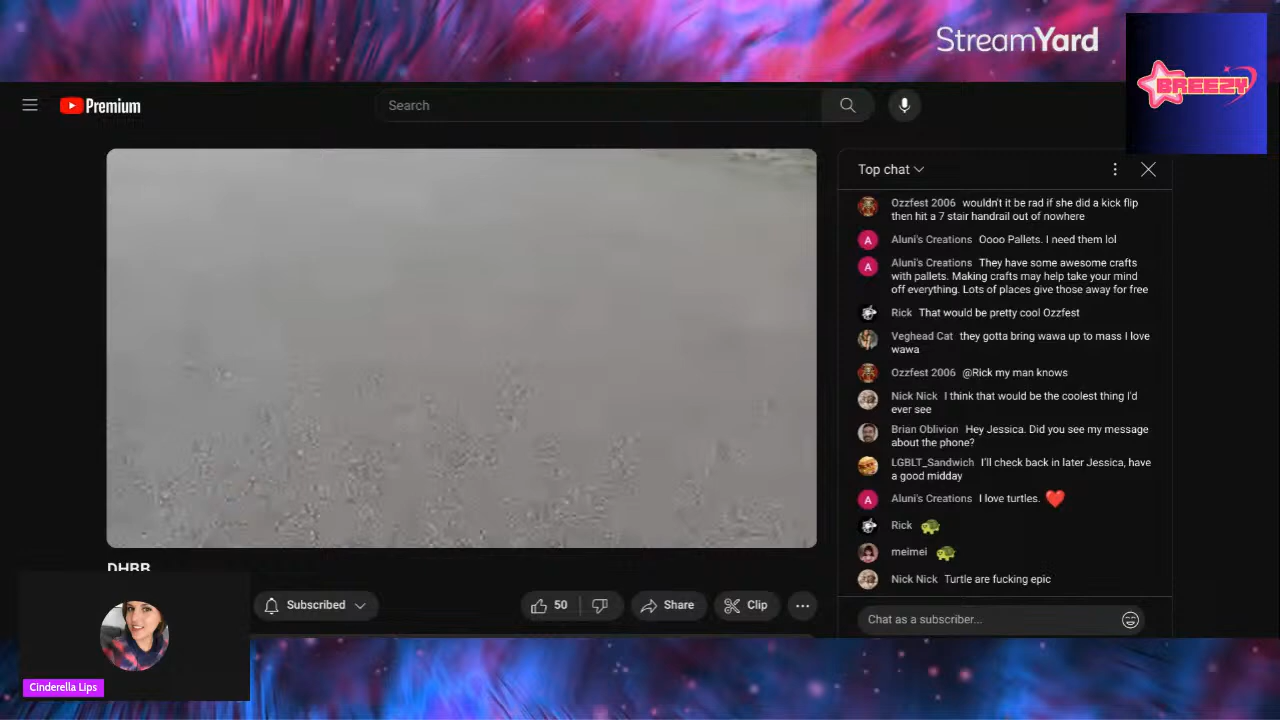 StreamYard
BREEZY
Premium
Search
Top chat
Ozzfest 2006 wouldn't it be rad if she did a kick flip
then hit a 7 stair handrail out of nowhere
A Aluni's Creations Oooo Pallets. I need them lol
Aluni's Creations They have some awesome crafts
A with pallets. Making crafts may help take your mind
off everything. Lots of places give those away for free
Rick That would be pretty cool Ozzfest
Veghead Cat they gotta bring wawa up to mass I love
wawa
Ozzfest 2006 @Rick my man knows
Nick Nick I think that would be the coolest thing I'd
ever see
Brian Oblivion Hey Jessica. Did you see my message
about the phone?
LGBLT_Sandwich I'll check back in later Jessica, have
a good midday
A Aluni's Creations I love turtles. ❤️
Rick 🐢
meimei 🐢
Nick Nick Turtle are fucking epic
Chat as a subscriber...
DHBB
Subscribed
50
Share
Clip
Cinderella Lips